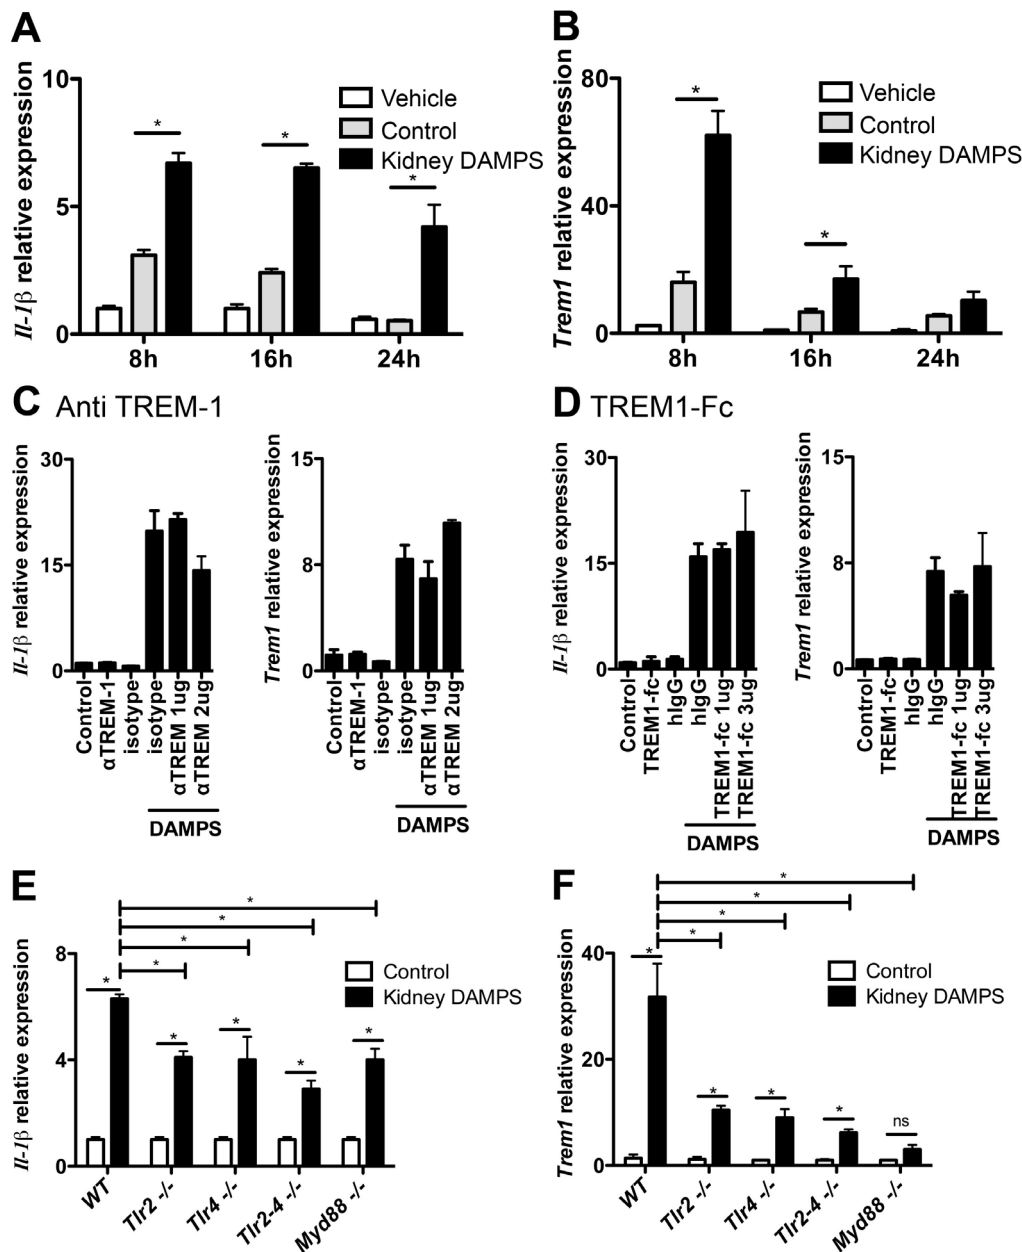 A
Il-1β relative expression
10
5
0
Vehicle
Control
Kidney DAMPS
*
*
*
8h
16h
24h
B
Trem1 relative expression
80
40
0
Vehicle
Control
Kidney DAMPS
*
*
8h
16h
24h
C Anti TREM-1
Il-1β relative expression
30
15
0
Control
αTREM-1
isotype
isotype
αTREM 1ug
αTREM 2ug
DAMPS
Trem1 relative expression
15
8
0
Control
αTREM-1
isotype
isotype
αTREM 1ug
αTREM 2ug
DAMPS
D TREM1-Fc
Il-1β relative expression
30
15
0
Control
TREM1-fc
hIgG
hIgG
TREM1-fc 1ug
TREM1-fc 3ug
DAMPS
Trem1 relative expression
15
8
0
Control
TREM1-fc
hIgG
hIgG
TREM1-fc 1ug
TREM1-fc 3ug
DAMPS
E
Il-1β relative expression
8
4
0
*
*
*
*
*
*
*
*
*
Control
Kidney DAMPS
WT
Tlr2 -/-
Tlr4 -/-
Tlr2-4 -/-
Myd88 -/-
F
Trem1 relative expression
40
20
0
*
*
*
*
*
*
*
*
ns
Control
Kidney DAMPS
WT
Tlr2 -/-
Tlr4 -/-
Tlr2-4 -/-
Myd88 -/-